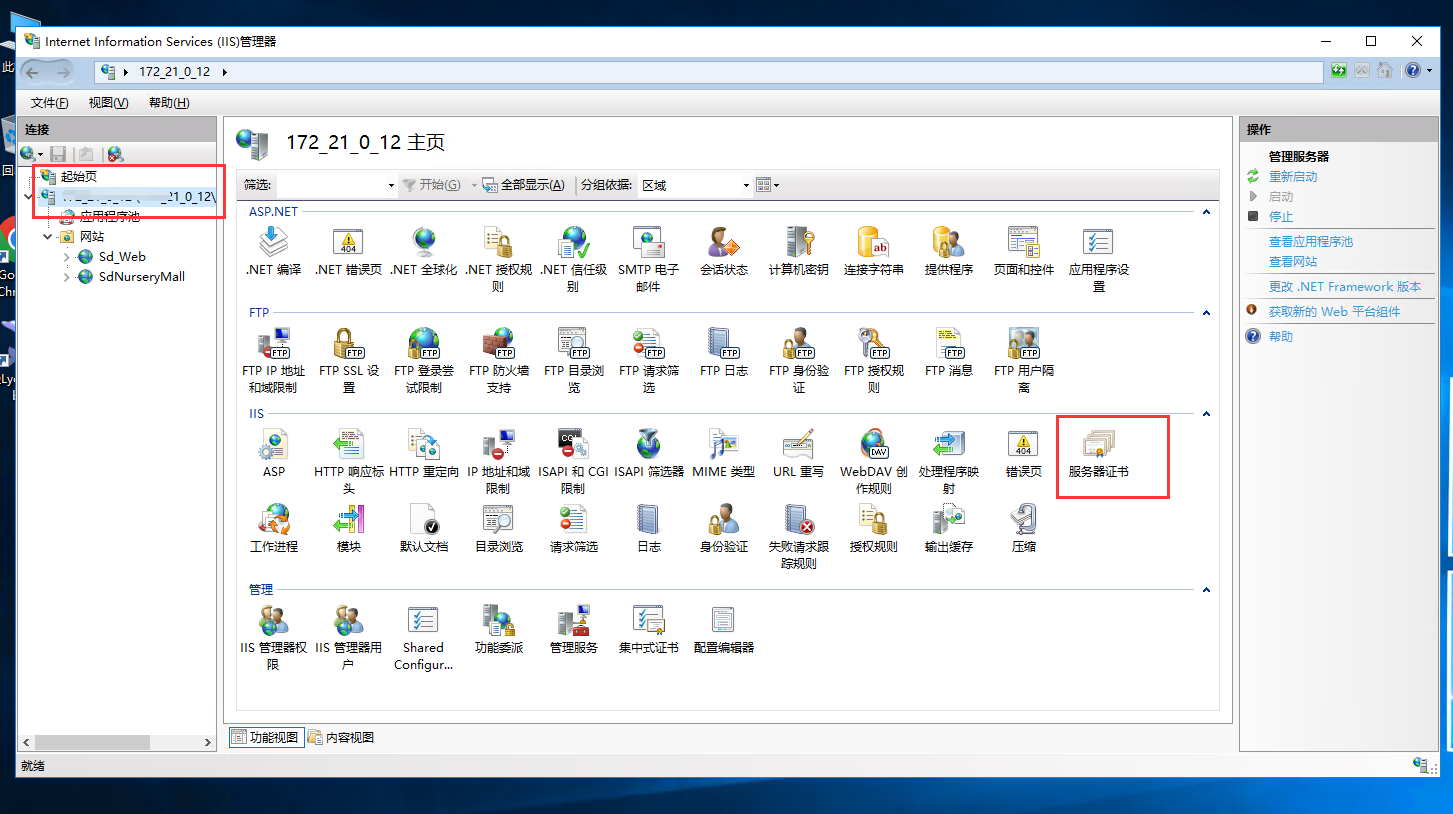 Internet Information Services (IIS)管理器
172_21_0_12
文件(F) 视图(V) 帮助(H)
连接
起始页
21_0_12\
应用程序池
网站
Sd_Web
SdNurseryMall
172_21_0_12 主页
筛选: 开始(G) 全部显示(A) 分组依据: 区域
ASP.NET
.NET 编译 .NET 错误页 .NET 全球化 .NET 授权规则 .NET 信任级别 SMTP 电子邮件 会话状态 计算机密钥 连接字符串 提供程序 页面和控件 应用程序设置
FTP
FTP IP 地址和域限制 FTP SSL 设置 FTP 登录尝试限制 FTP 防火墙支持 FTP 目录浏览 FTP 请求筛选 FTP 日志 FTP 身份验证 FTP 授权规则 FTP 消息 FTP 用户隔离
IIS
ASP HTTP 响应标头 HTTP 重定向 IP 地址和域限制 ISAPI 和 CGI 限制 ISAPI 筛选器 MIME 类型 URL 重写 WebDAV 创作规则 处理程序映射 错误页 服务器证书
工作进程 模块 默认文档 目录浏览 请求筛选 日志 身份验证 失败请求跟踪规则 授权规则 输出缓存 压缩
管理
IIS 管理器权限 IIS 管理器用户 Shared Configur... 功能委派 管理服务 集中式证书 配置编辑器
功能视图 内容视图
操作
管理服务器
重新启动
启动
停止
查看应用程序池
查看网站
更改 .NET Framework 版本
获取新的 Web 平台组件
帮助
就绪